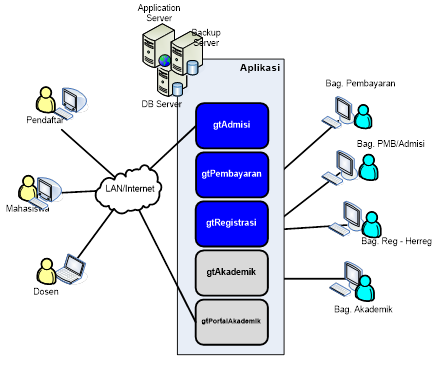 Application
Server
Backup
Server
DB Server
Aplikasi
Bag. Pembayaran
Pendaftar
gtAdmisi
Bag. PMB/Admisi
gtPembayaran
LAN/Internet
Mahasiswa
gtRegistrasi
Bag. Reg - Herreg
gtAkademik
Dosen
Bag. Akademik
gtPortalAkademik